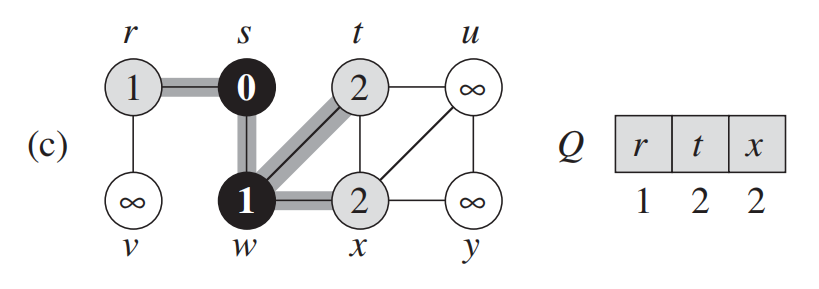 r s t u
1 0 2 ∞
(c) Q r t x
∞ 1 2 ∞ 1 2 2
v w x y